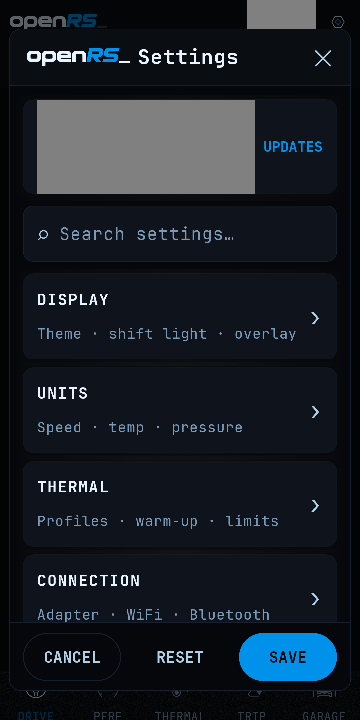 openRS_
openRS_ Settings
UPDATES
Search settings…
DISPLAY
Theme · shift light · overlay
UNITS
Speed · temp · pressure
THERMAL
Profiles · warm-up · limits
CONNECTION
Adapter · WiFi · Bluetooth
CANCEL RESET SAVE
DRIVE PERF THERMAL TRIP GARAGE